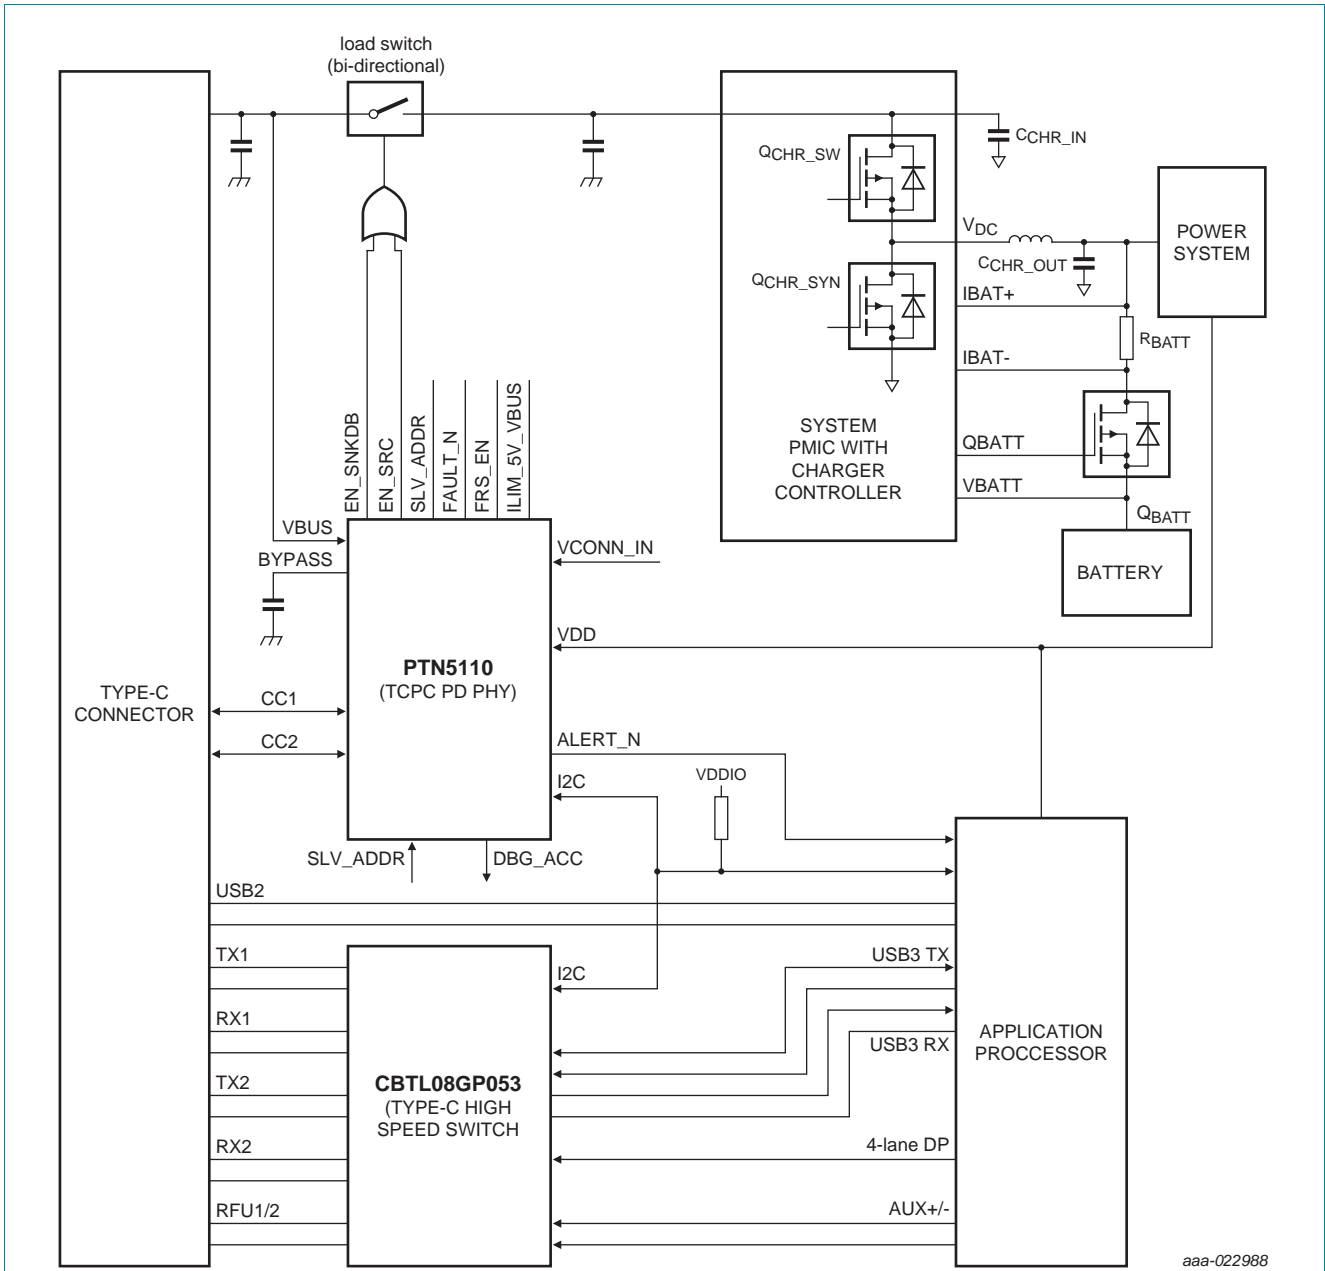 load switch
(bi-directional)
CCHR_IN
QCHR_SW
VDC
POWER
SYSTEM
CCHR_OUT
QCHR_SYN
IBAT+
RBATT
IBAT-
SYSTEM
PMIC WITH
CHARGER
CONTROLLER
QBATT
VBATT
QBATT
BATTERY
EN_SNKDB
EN_SRC
SLV_ADDR
FAULT_N
FRS_EN
ILIM_5V_VBUS
VBUS
VCONN_IN
BYPASS
VDD
PTN5110
(TCPC PD PHY)
TYPE-C
CONNECTOR
CC1
CC2
ALERT_N
I2C
VDDIO
SLV_ADDR
DBG_ACC
USB2
TX1
I2C
USB3 TX
RX1
APPLICATION
PROCCESSOR
USB3 RX
TX2
CBTL08GP053
(TYPE-C HIGH
SPEED SWITCH
RX2
4-lane DP
RFU1/2
AUX+/-
aaa-022988